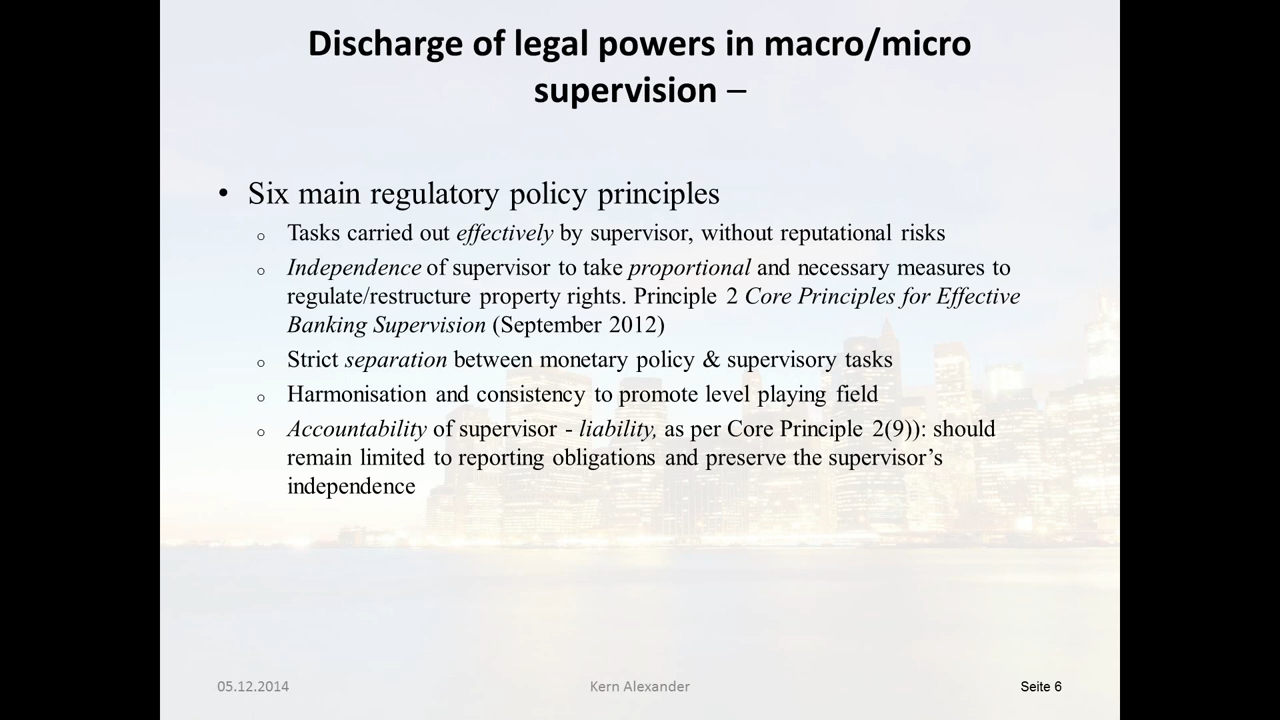 Discharge of legal powers in macro/micro
supervision –
• Six main regulatory policy principles
o Tasks carried out effectively by supervisor, without reputational risks
o Independence of supervisor to take proportional and necessary measures to
regulate/restructure property rights. Principle 2 Core Principles for Effective
Banking Supervision (September 2012)
o Strict separation between monetary policy & supervisory tasks
o Harmonisation and consistency to promote level playing field
o Accountability of supervisor - liability, as per Core Principle 2(9)): should
remain limited to reporting obligations and preserve the supervisor’s
independence
05.12.2014 Kern Alexander Seite 6